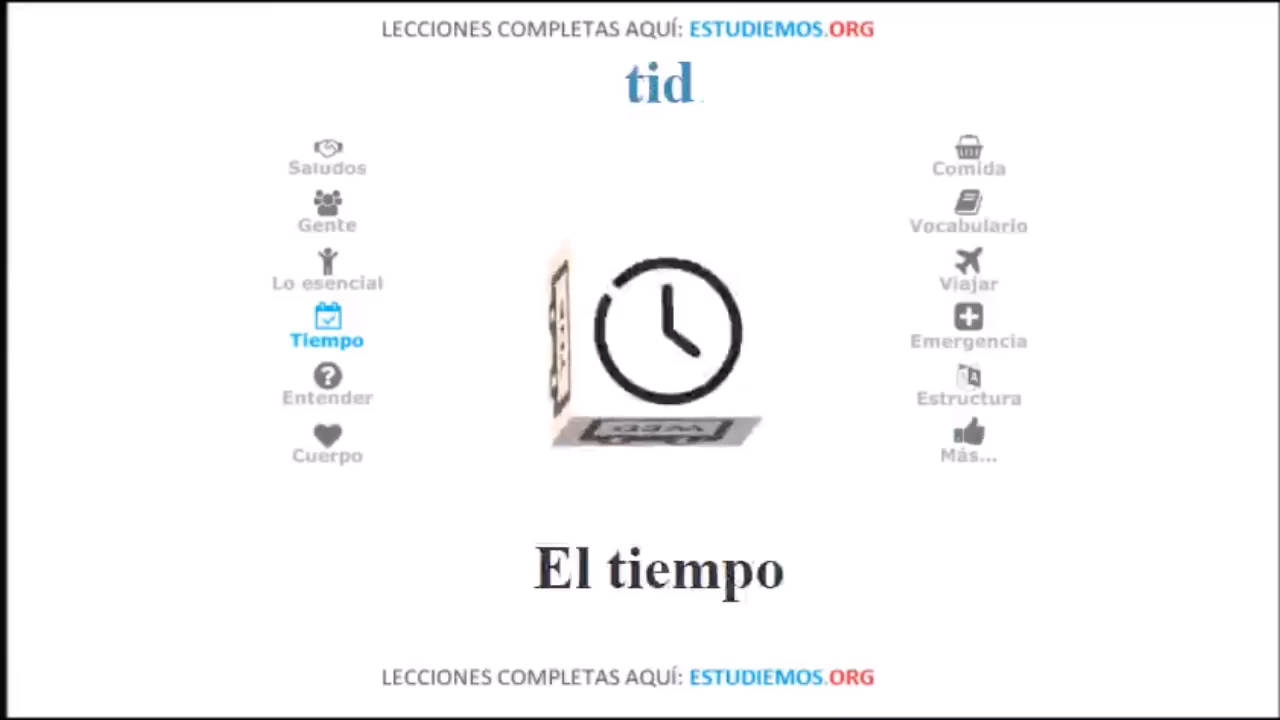 LECCIONES COMPLETAS AQUÍ: ESTUDIEMOS.ORG
tid
Saludos
Gente
Lo esencial
Tiempo
Entender
Cuerpo
Comida
Vocabulario
Viajar
Emergencia
Estructura
Más...
WED
El tiempo
LECCIONES COMPLETAS AQUÍ: ESTUDIEMOS.ORG